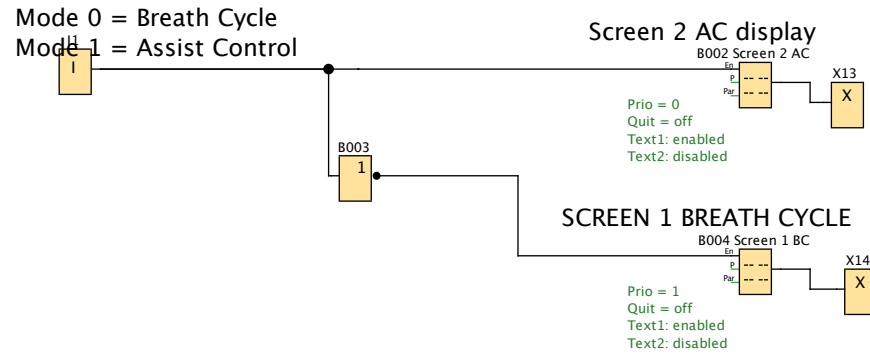 Mode 0 = Breath Cycle
Mode 1 = Assist Control
I1
I
Screen 2 AC display
B002 Screen 2 AC
En
P
Par
X13
X
Prio = 0
Quit = off
Text1: enabled
Text2: disabled
B003
1
SCREEN 1 BREATH CYCLE
B004 Screen 1 BC
En
P
Par
X14
X
Prio = 1
Quit = off
Text1: enabled
Text2: disabled